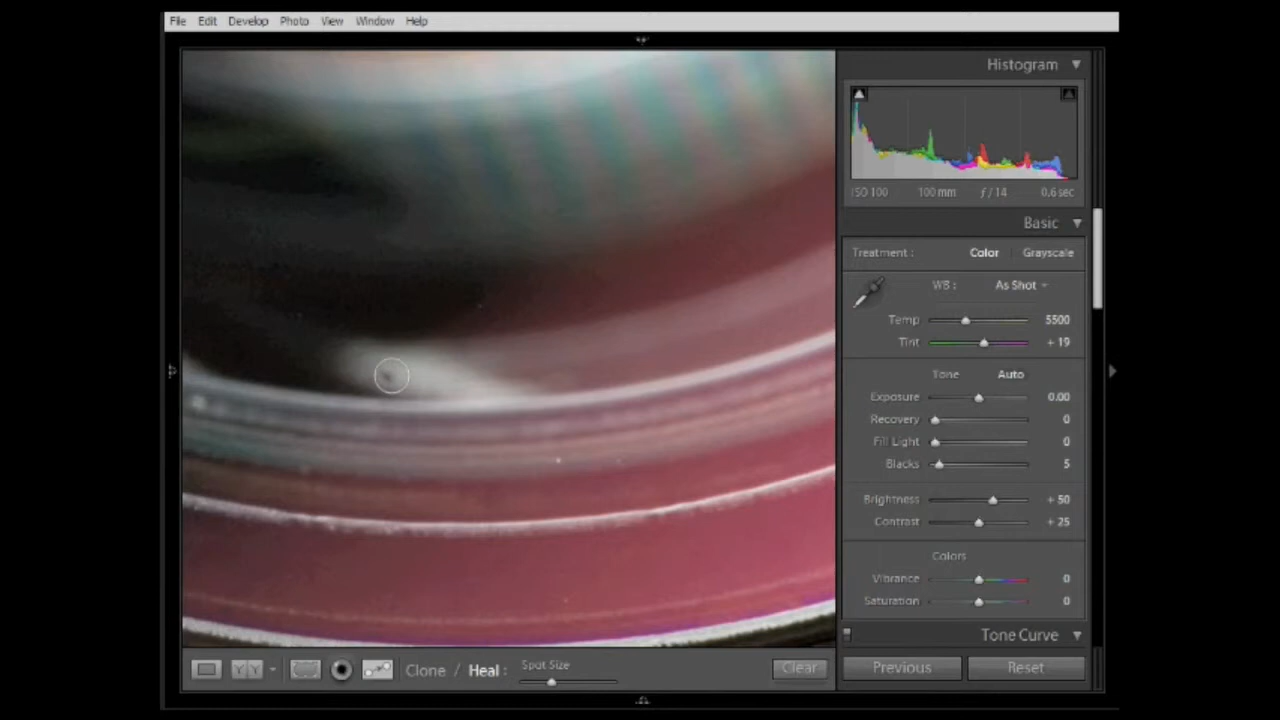 File Edit Develop Photo View Window Help
Histogram
ISO 100 100 mm ƒ / 14 0.6 sec
Basic
Treatment : Color Grayscale
WB : As Shot
Temp 5500
Tint + 19
Tone Auto
Exposure 0.00
Recovery 0
Fill Light 0
Blacks 5
Brightness + 50
Contrast + 25
Colors
Vibrance 0
Saturation 0
Tone Curve
Y Y Clone / Heal : Spot Size Clear Previous Reset